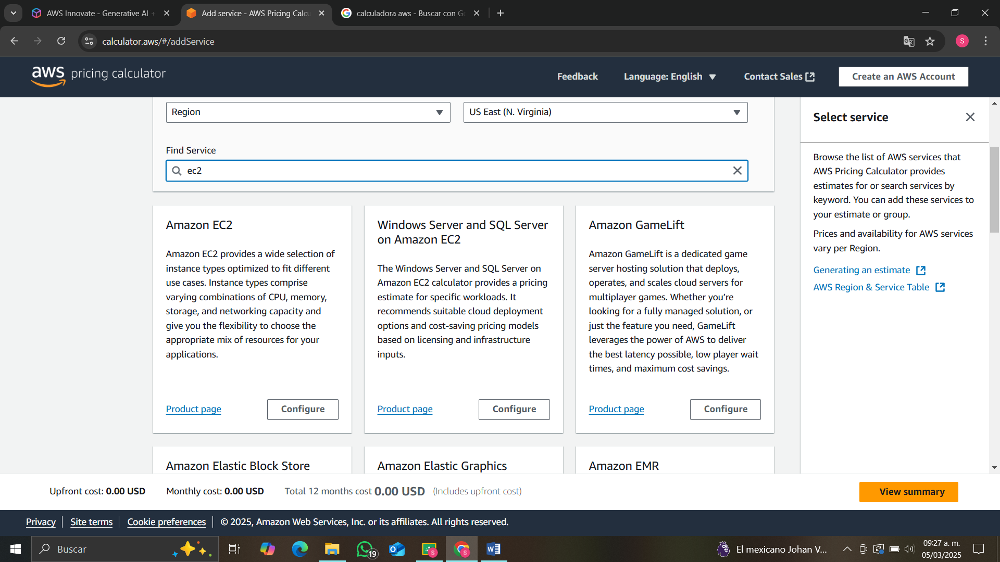 AWS Innovate - Generative AI +
Add service - AWS Pricing Calcu
calculadora aws - Buscar con Go
calculator.aws/#/addService
S
aws pricing calculator
Feedback
Language: English
Contact Sales
Create an AWS Account
Region
US East (N. Virginia)
Find Service
ec2
Amazon EC2
Amazon EC2 provides a wide selection of
instance types optimized to fit different
use cases. Instance types comprise
varying combinations of CPU, memory,
storage, and networking capacity and
give you the flexibility to choose the
appropriate mix of resources for your
applications.
Product page
Configure
Windows Server and SQL Server
on Amazon EC2
The Windows Server and SQL Server on
Amazon EC2 calculator provides a pricing
estimate for specific workloads. It
recommends suitable cloud deployment
options and cost-saving pricing models
based on licensing and infrastructure
inputs.
Product page
Configure
Amazon GameLift
Amazon GameLift is a dedicated game
server hosting solution that deploys,
operates, and scales cloud servers for
multiplayer games. Whether you're
looking for a fully managed solution, or
just the feature you need, GameLift
leverages the power of AWS to deliver
the best latency possible, low player wait
times, and maximum cost savings.
Product page
Configure
Amazon Elastic Block Store
Amazon Elastic Graphics
Amazon EMR
Select service
Browse the list of AWS services that
AWS Pricing Calculator provides
estimates for or search services by
keyword. You can add these services to
your estimate or group.
Prices and availability for AWS services
vary per Region.
Generating an estimate
AWS Region & Service Table
Upfront cost: 0.00 USD
Monthly cost: 0.00 USD
Total 12 months cost 0.00 USD (Includes upfront cost)
View summary
Privacy
Site terms
Cookie preferences
© 2025, Amazon Web Services, Inc. or its affiliates. All rights reserved.
Buscar
19
El mexicano Johan V...
09:27 a. m.
05/03/2025